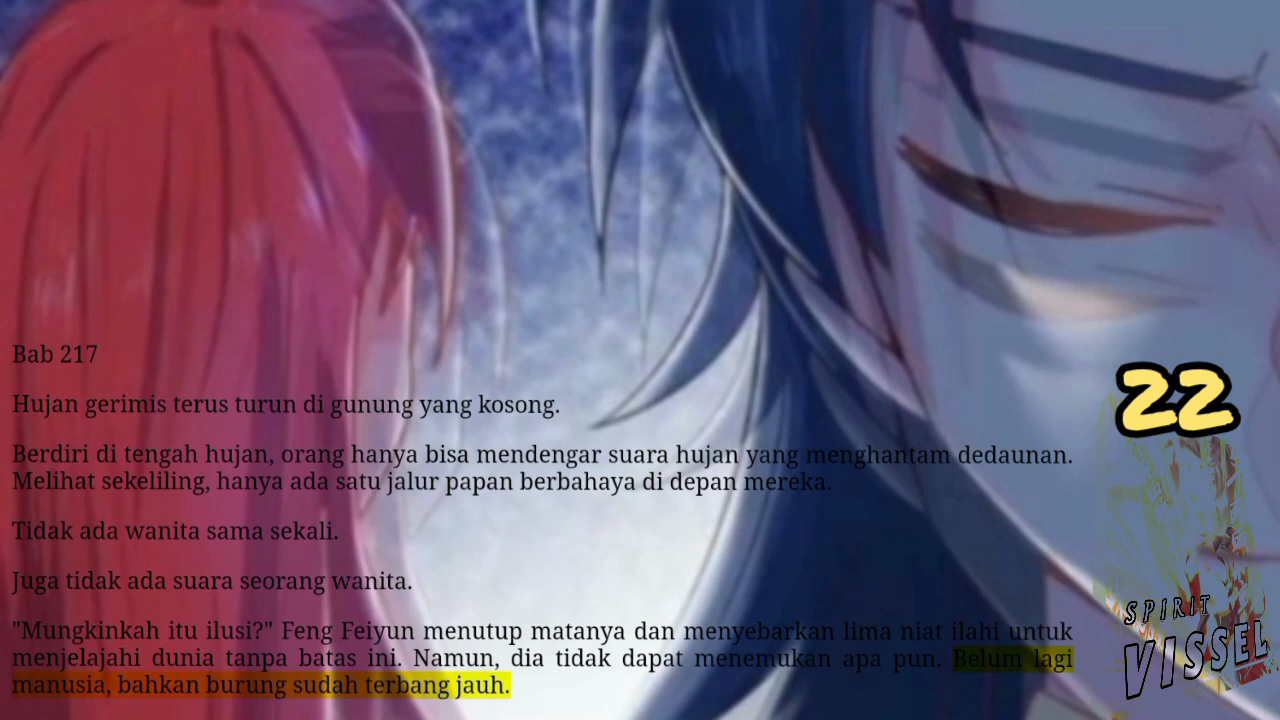 Bab 217
Hujan gerimis terus turun di gunung yang kosong.
Berdiri di tengah hujan, orang hanya bisa mendengar suara hujan yang menghantam dedaunan.
Melihat sekeliling, hanya ada satu jalur papan berbahaya di depan mereka.
Tidak ada wanita sama sekali.
Juga tidak ada suara seorang wanita.
"Mungkinkah itu ilusi?" Feng Feiyun menutup matanya dan menyebarkan lima niat ilahi untuk
menjelajahi dunia tanpa batas ini. Namun, dia tidak dapat menemukan apa pun. Belum lagi
manusia, bahkan burung sudah terbang jauh.
22
SPIRIT
VISSEL